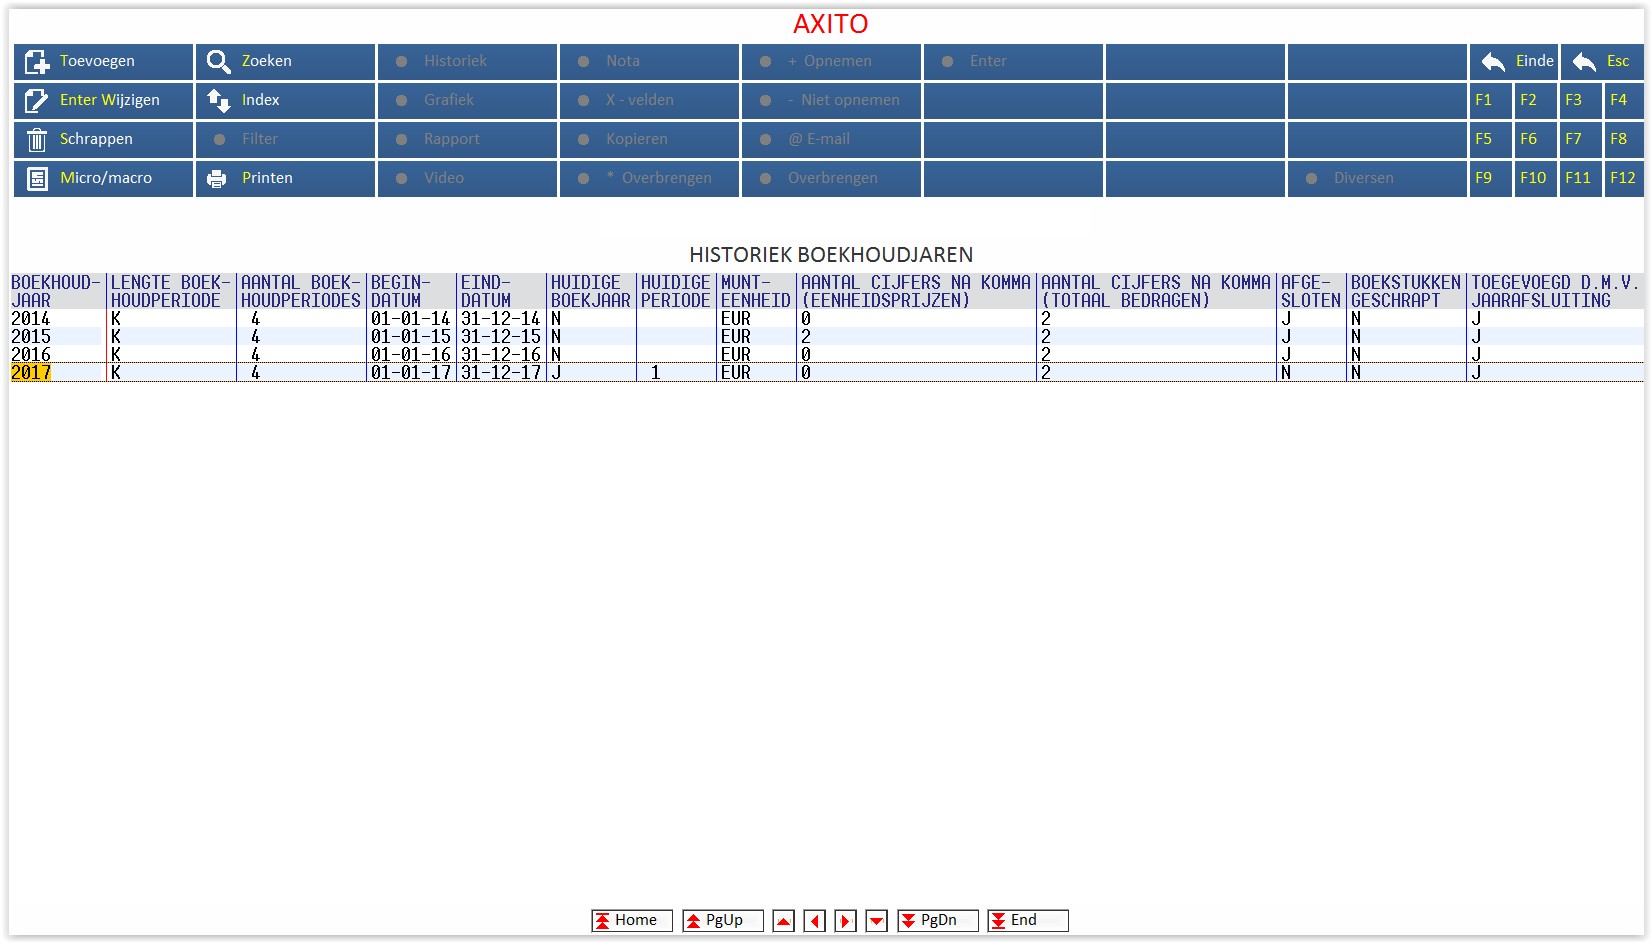 AXITO
Toevoegen Zoeken Historiek Nota + Opnemen Enter Einde Esc
Enter Wijzigen Index Grafiek X - velden - Niet opnemen F1 F2 F3 F4
Schrappen Filter Rapport Kopieren @ E-mail F5 F6 F7 F8
Micro/macro Printen Video * Overbrengen Overbrengen Diversen F9 F10 F11 F12
HISTORIEK BOEKHOUDJAREN
BOEKHOUD- LENGTE BOEK- AANTAL BOEK- BEGIN- EIND- HUIDIGE HUIDIGE MUNT- AANTAL CIJFERS NA KOMMA AANTAL CIJFERS NA KOMMA AFGE- BOEKSTUKKEN TOEGEVOEGD D.M.V.
JAAR HOUDPERIODE HOUDPERIODES DATUM DATUM BOEKJAAR PERIODE EENHEID (EENHEIDSPRIJZEN) (TOTAAL BEDRAGEN) SLOTEN GESCHRAPT JAARAFSLUITING
2014 K 4 01-01-14 31-12-14 N EUR 0 2 J N J
2015 K 4 01-01-15 31-12-15 N EUR 2 2 J N J
2016 K 4 01-01-16 31-12-16 N EUR 0 2 J N J
2017 K 4 01-01-17 31-12-17 J 1 EUR 0 2 N N J
Home PgUp PgDn End